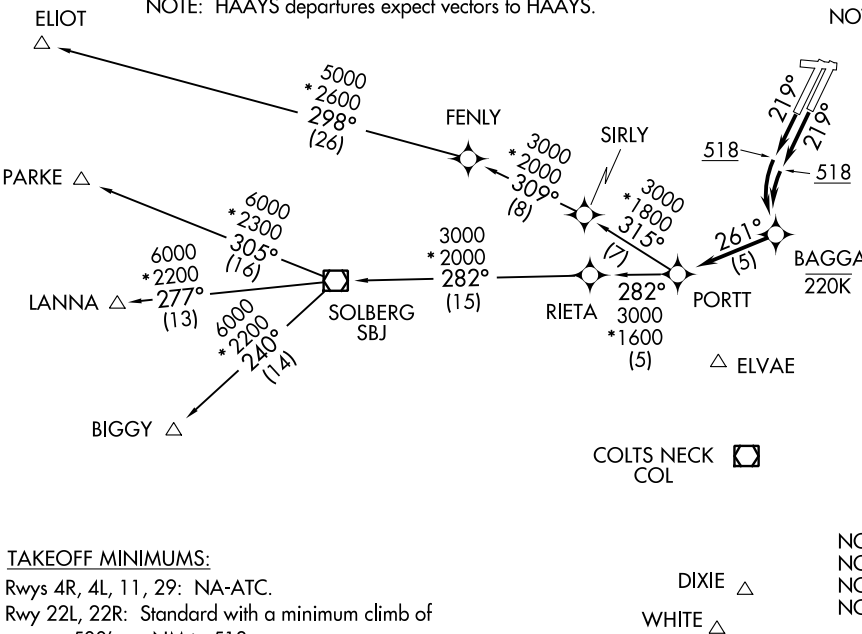 NOTE: HAAYS departures expect vectors to HAAYS.
ELIOT
5000
*2600
298°
(26)
FENLY
SIRLY
219°
219°
518
518
3000
*2000
309°
(8)
3000
*1800
315°
(7)
PARKE
6000
*2300
305°
(16)
261°
(5)
BAGGA
220K
6000
*2200
277°
(13)
LANNA
3000
*2000
282°
(15)
SOLBERG
SBJ
RIETA
282°
3000
*1600
(5)
PORTT
6000
*2200
240°
(14)
BIGGY
ELVAE
COLTS NECK
COL
TAKEOFF MINIMUMS:
Rwys 4R, 4L, 11, 29: NA-ATC.
Rwy 22L, 22R: Standard with a minimum climb of
DIXIE
WHITE